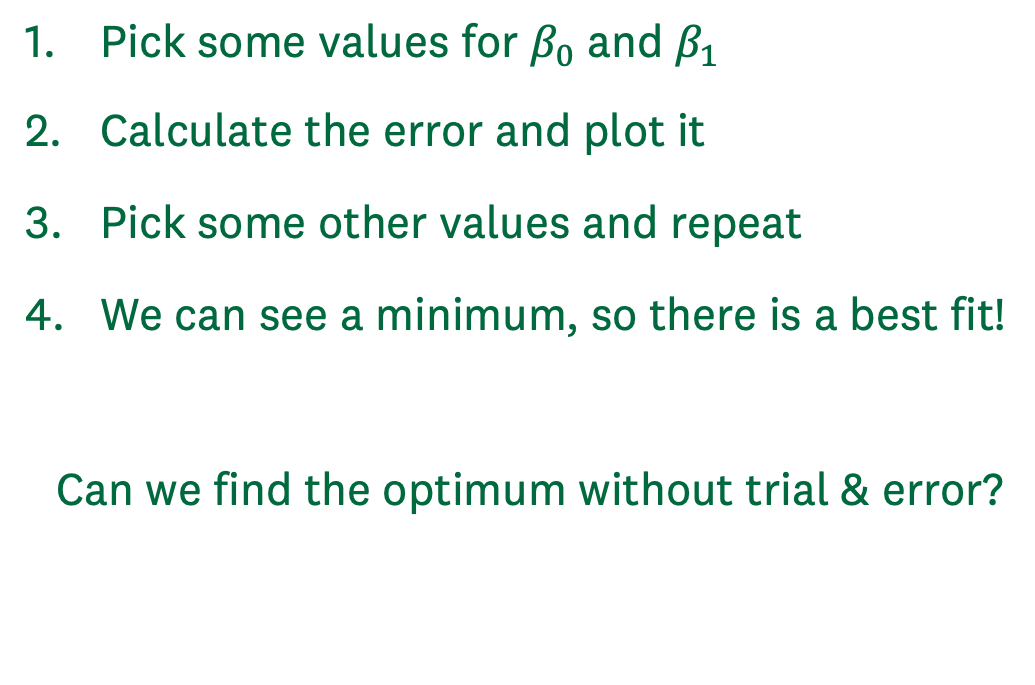 1. Pick some values for β₀ and β₁
2. Calculate the error and plot it
3. Pick some other values and repeat
4. We can see a minimum, so there is a best fit!
Can we find the optimum without trial & error?